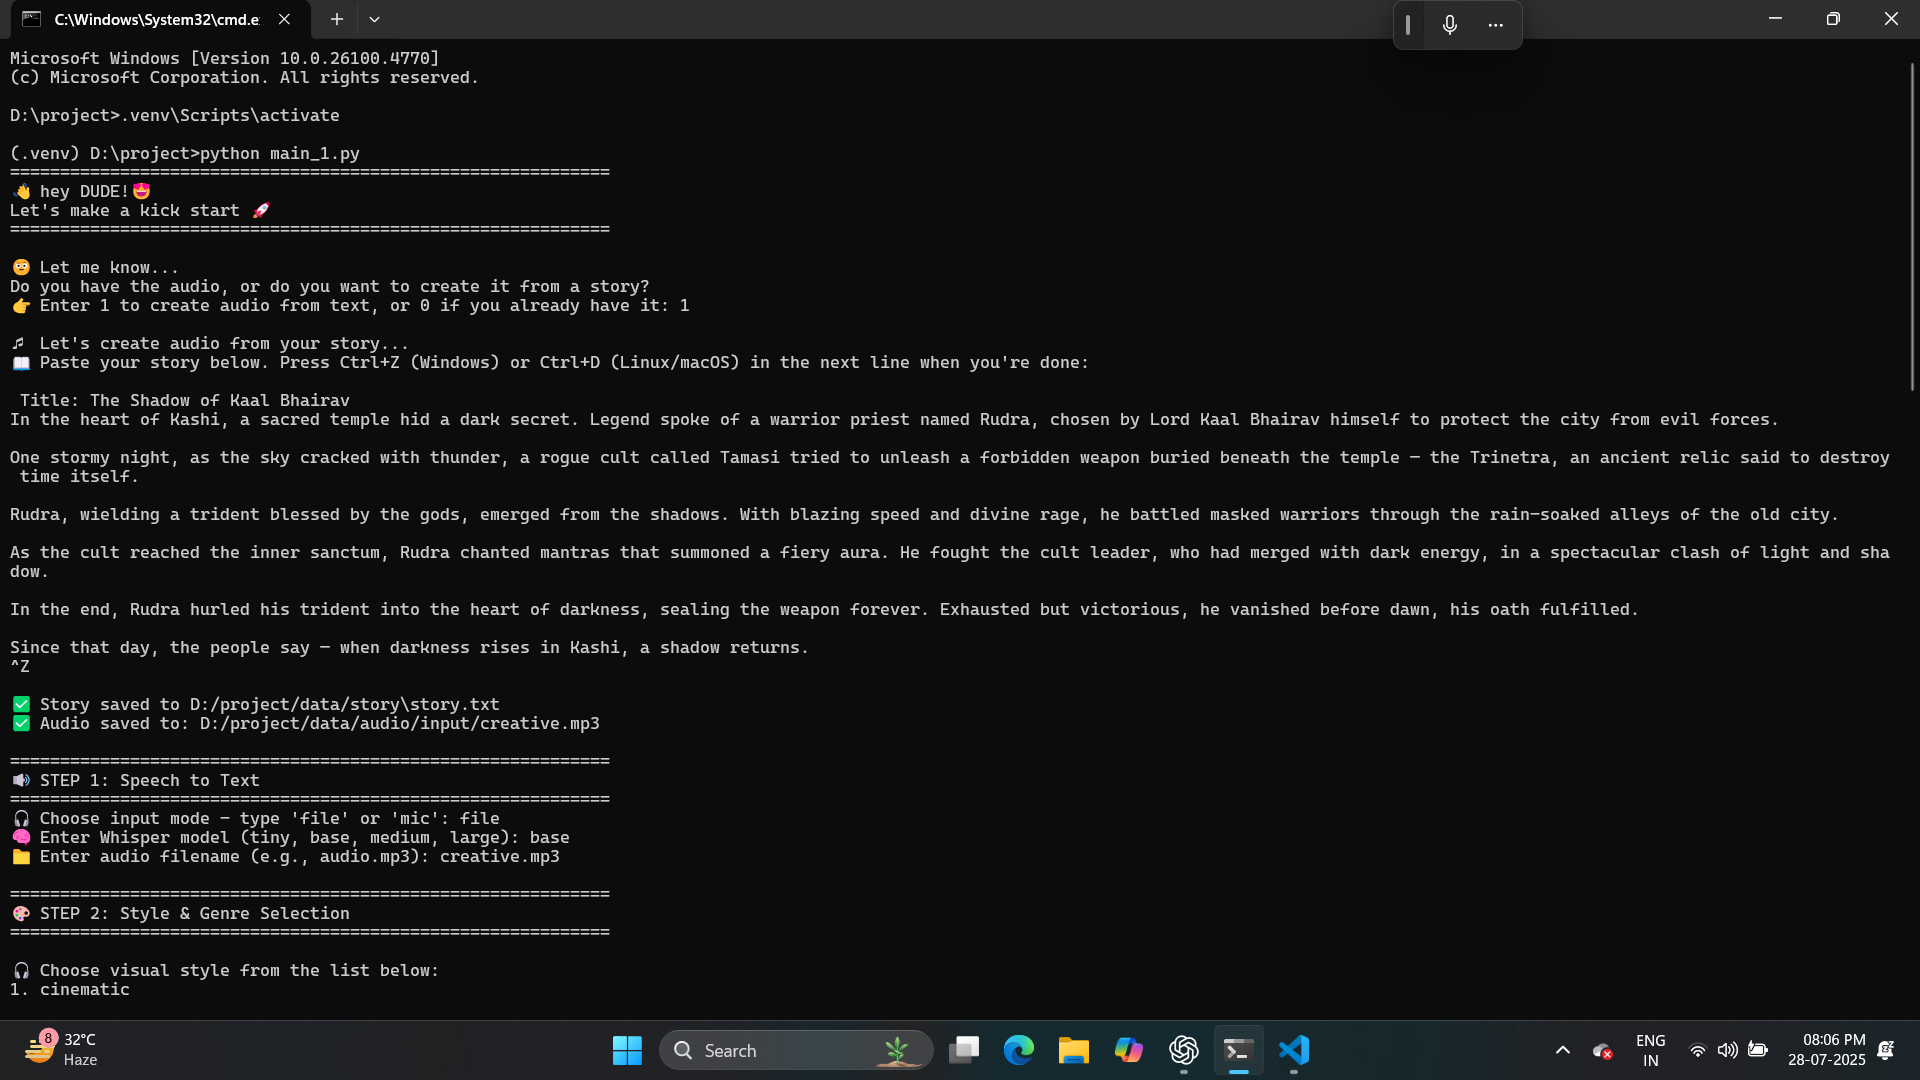 C:\Windows\System32\cmd.e
Microsoft Windows [Version 10.0.26100.4770]
(c) Microsoft Corporation. All rights reserved.
D:\project>.venv\Scripts\activate
(.venv) D:\project>python main_1.py
============================================================
👋 hey DUDE!🤩
Let's make a kick start 🚀
============================================================
😳 Let me know...
Do you have the audio, or do you want to create it from a story?
👉 Enter 1 to create audio from text, or 0 if you already have it: 1
🎵 Let's create audio from your story...
📖 Paste your story below. Press Ctrl+Z (Windows) or Ctrl+D (Linux/macOS) in the next line when you're done:
Title: The Shadow of Kaal Bhairav
In the heart of Kashi, a sacred temple hid a dark secret. Legend spoke of a warrior priest named Rudra, chosen by Lord Kaal Bhairav himself to protect the city from evil forces.
One stormy night, as the sky cracked with thunder, a rogue cult called Tamasi tried to unleash a forbidden weapon buried beneath the temple — the Trinetra, an ancient relic said to destroy
time itself.
Rudra, wielding a trident blessed by the gods, emerged from the shadows. With blazing speed and divine rage, he battled masked warriors through the rain-soaked alleys of the old city.
As the cult reached the inner sanctum, Rudra chanted mantras that summoned a fiery aura. He fought the cult leader, who had merged with dark energy, in a spectacular clash of light and sha
dow.
In the end, Rudra hurled his trident into the heart of darkness, sealing the weapon forever. Exhausted but victorious, he vanished before dawn, his oath fulfilled.
Since that day, the people say — when darkness rises in Kashi, a shadow returns.
^Z
✅ Story saved to D:/project/data/story\story.txt
✅ Audio saved to: D:/project/data/audio/input/creative.mp3
============================================================
🔊 STEP 1: Speech to Text
============================================================
🎧 Choose input mode — type 'file' or 'mic': file
🧠 Enter Whisper model (tiny, base, medium, large): base
📁 Enter audio filename (e.g., audio.mp3): creative.mp3
============================================================
🎨 STEP 2: Style & Genre Selection
============================================================
🎧 Choose visual style from the list below:
1. cinematic
8
32°C
Haze
Search
ENG
IN
08:06 PM
28-07-2025